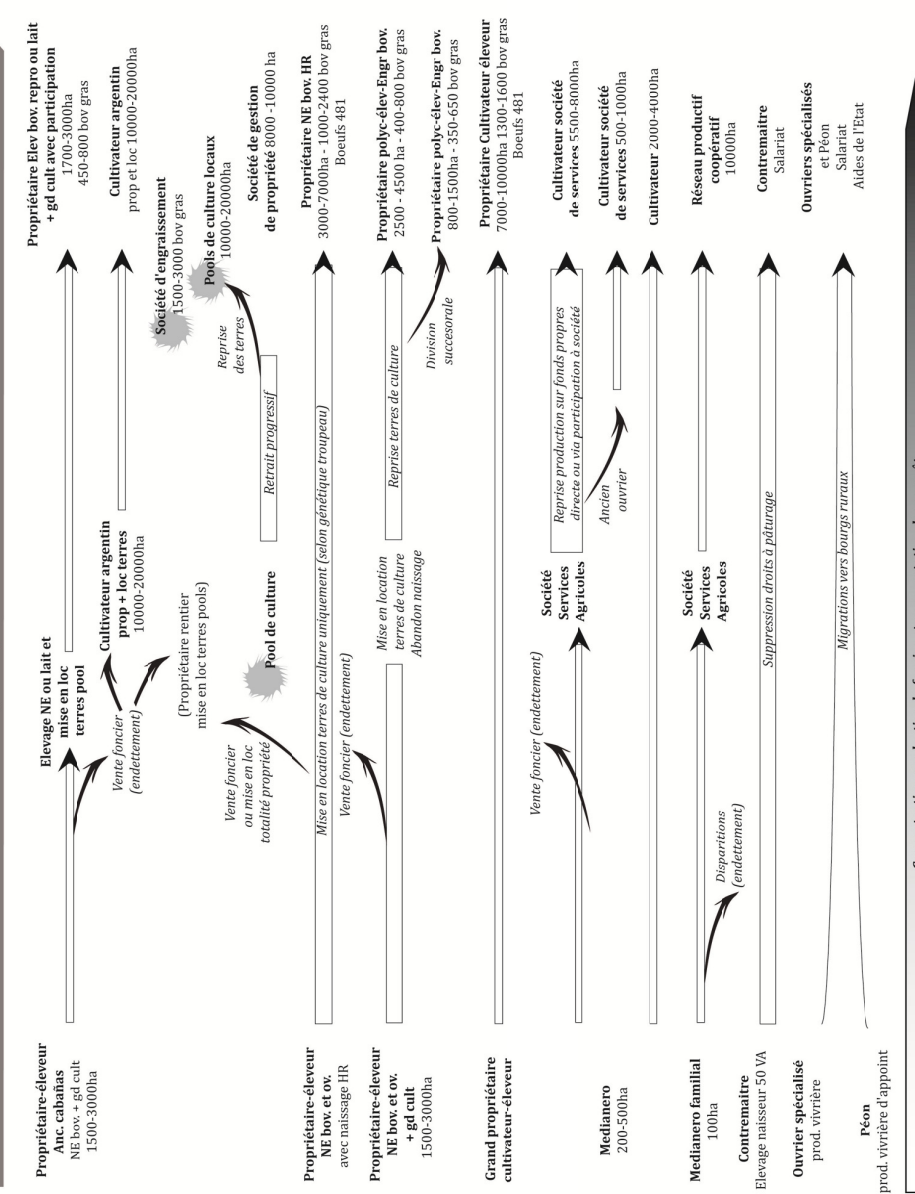 Propriétaire-éleveur
Anc. cabañas
NE bov. + gd cult
1500-3000ha
Elevage NE ou lait et
mise en loc
terres pool
Propriétaire Elev bov. repro ou lait
+ gd cult avec participation
1700-3000ha
450-800 bov gras
Vente foncier
(endettement)
Cultivateur argentin
prop + loc terres
10000-20000ha
Cultivateur argentin
prop et loc 10000-20000ha
(Propriétaire rentier
mise en loc terres pools)
Société d'engraissement
1500-3000 bov gras
Pools de culture locaux
10000-20000ha
Reprise
des terres
Vente foncier
ou mise en loc
totalité propriété
Pool de culture
Retrait progressif
Société de gestion
de propriété 8000 -10000 ha
Propriétaire-éleveur
NE bov. et ov.
avec naissage HR
Mise en location terres de culture uniquement (selon génétique troupeau)
Propriétaire NE bov. HR
3000-7000ha - 1000-2400 bov gras
Boeufs 481
Vente foncier (endettement)
Propriétaire-éleveur
NE bov. et ov.
+ gd cult
1500-3000ha
Mise en location
terres de culture
Abandon naissage
Reprise terres de culture
Propriétaire polyc-élev-Engr bov.
2500 - 4500 ha - 400-800 bov gras
Division
succesorale
Propriétaire polyc-élev-Engr bov.
800-1500ha - 350-650 bov gras
Grand propriétaire
cultivateur-éleveur
Propriétaire Cultivateur éleveur
7000-10000ha 1300-1600 bov gras
Boeufs 481
Vente foncier (endettement)
Medianero
200-500ha
Société
Services
Agricoles
Reprise production sur fonds propres
directe ou via participation à société
Cultivateur société
de services 5500-8000ha
Ancien
ouvrier
Cultivateur société
de services 500-1000ha
Cultivateur 2000-4000ha
Medianero familial
100ha
Disparitions
(endettement)
Société
Services
Agricoles
Réseau productif
coopératif
100000ha
Contremaitre
Elevage naisseur 50 VA
Suppression droits à pâturage
Contremaitre
Salariat
Ouvrier spécialisé
prod. vivrière
Péon
prod. vivrière d'appoint
Migrations vers bourgs ruraux
Ouvriers spécialisés
et Péon
Salariat
Aides de l'Etat